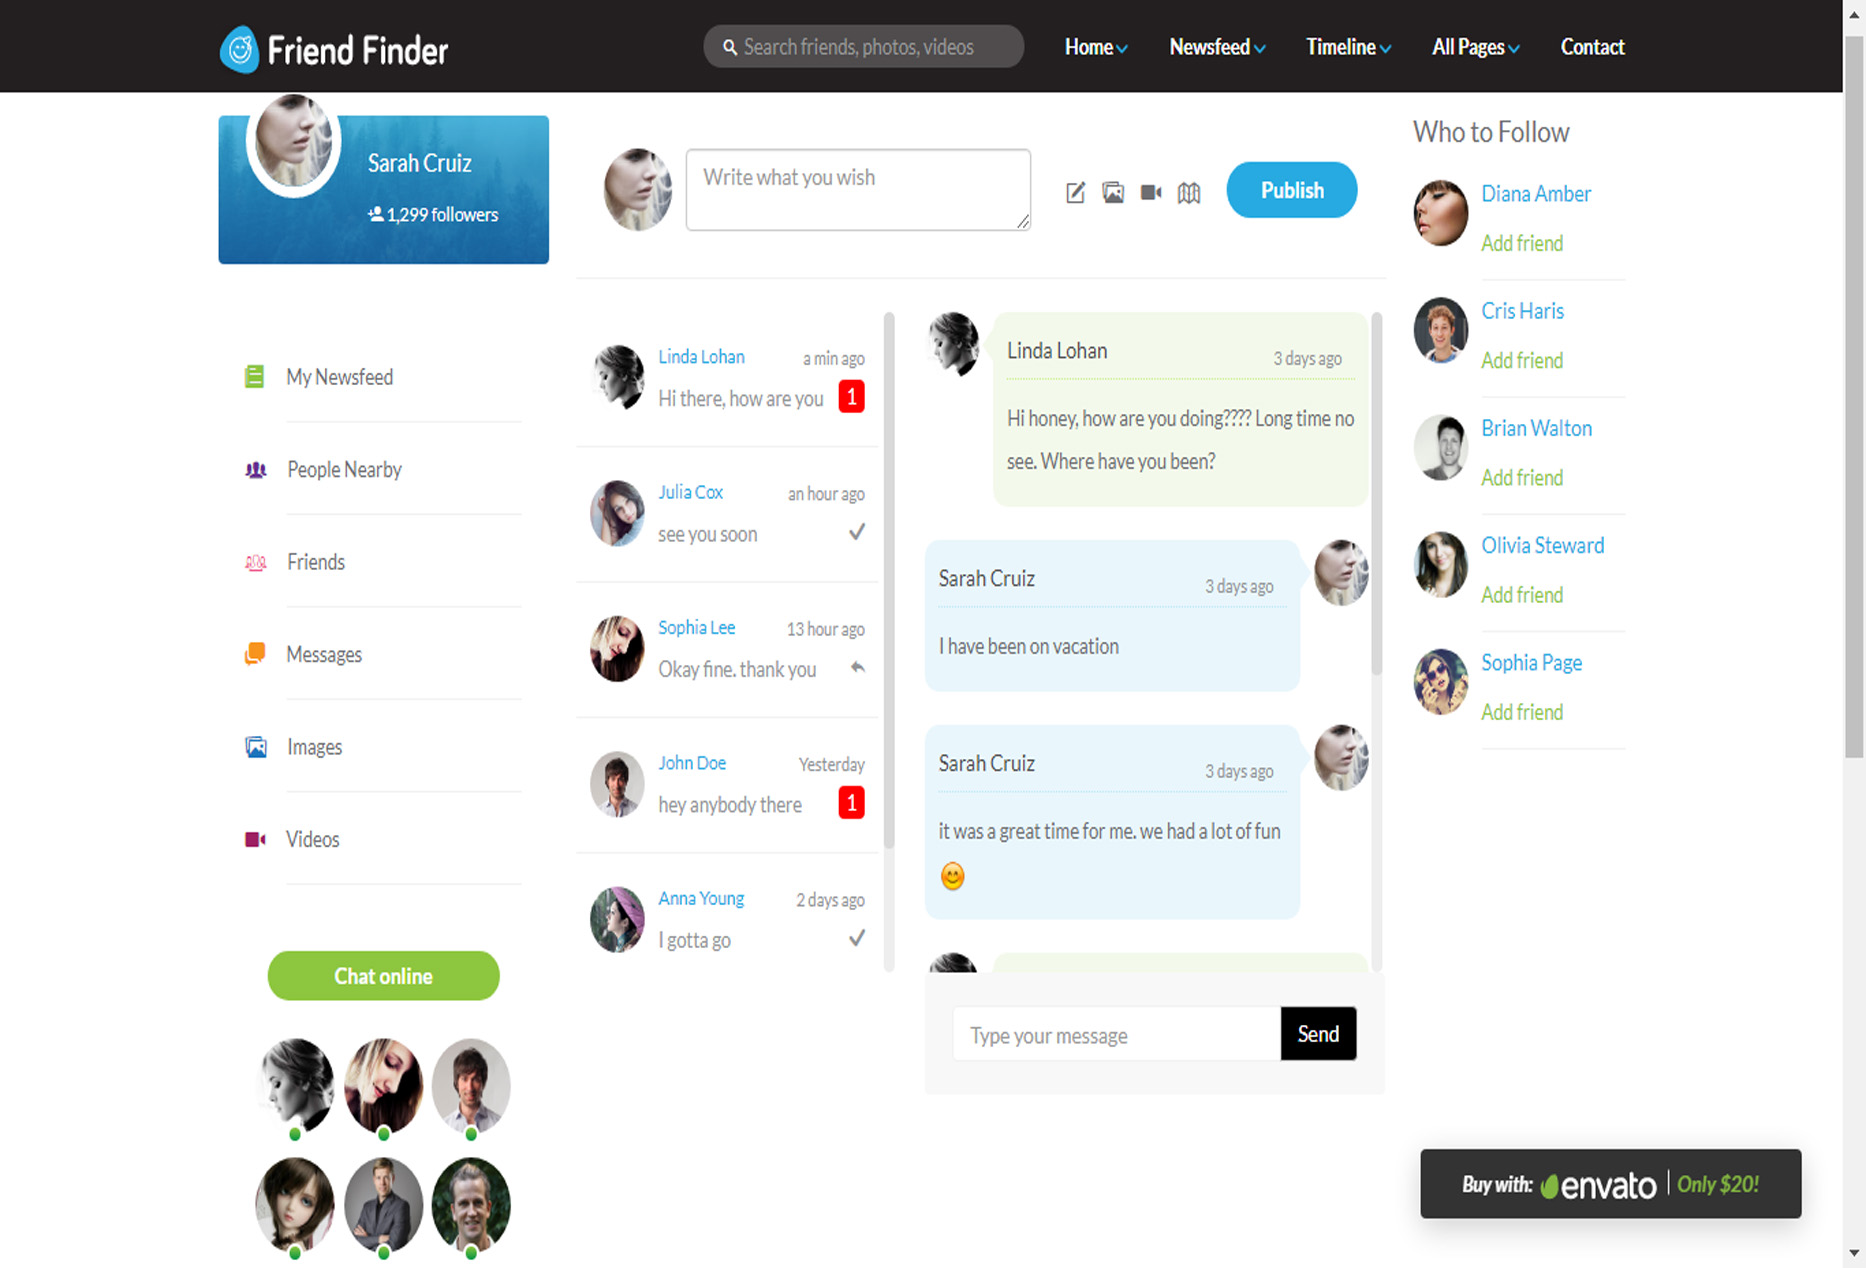 Friend Finder
Search friends, photos, videos
Home
Newsfeed
Timeline
All Pages
Contact
Sarah Cruiz
1,299 followers
My Newsfeed
People Nearby
Friends
Messages
Images
Videos
Chat online
Write what you wish
Publish
Linda Lohan a min ago
Hi there, how are you 1
Julia Cox an hour ago
see you soon
Sophia Lee 13 hour ago
Okay fine. thank you
John Doe Yesterday
hey anybody there 1
Anna Young 2 days ago
I gotta go
Linda Lohan 3 days ago
Hi honey, how are you doing???? Long time no
see. Where have you been?
Sarah Cruiz 3 days ago
I have been on vacation
Sarah Cruiz 3 days ago
it was a great time for me. we had a lot of fun
😊
Type your message
Send
Who to Follow
Diana Amber
Add friend
Cris Haris
Add friend
Brian Walton
Add friend
Olivia Steward
Add friend
Sophia Page
Add friend
Buy with: envato | Only $20!